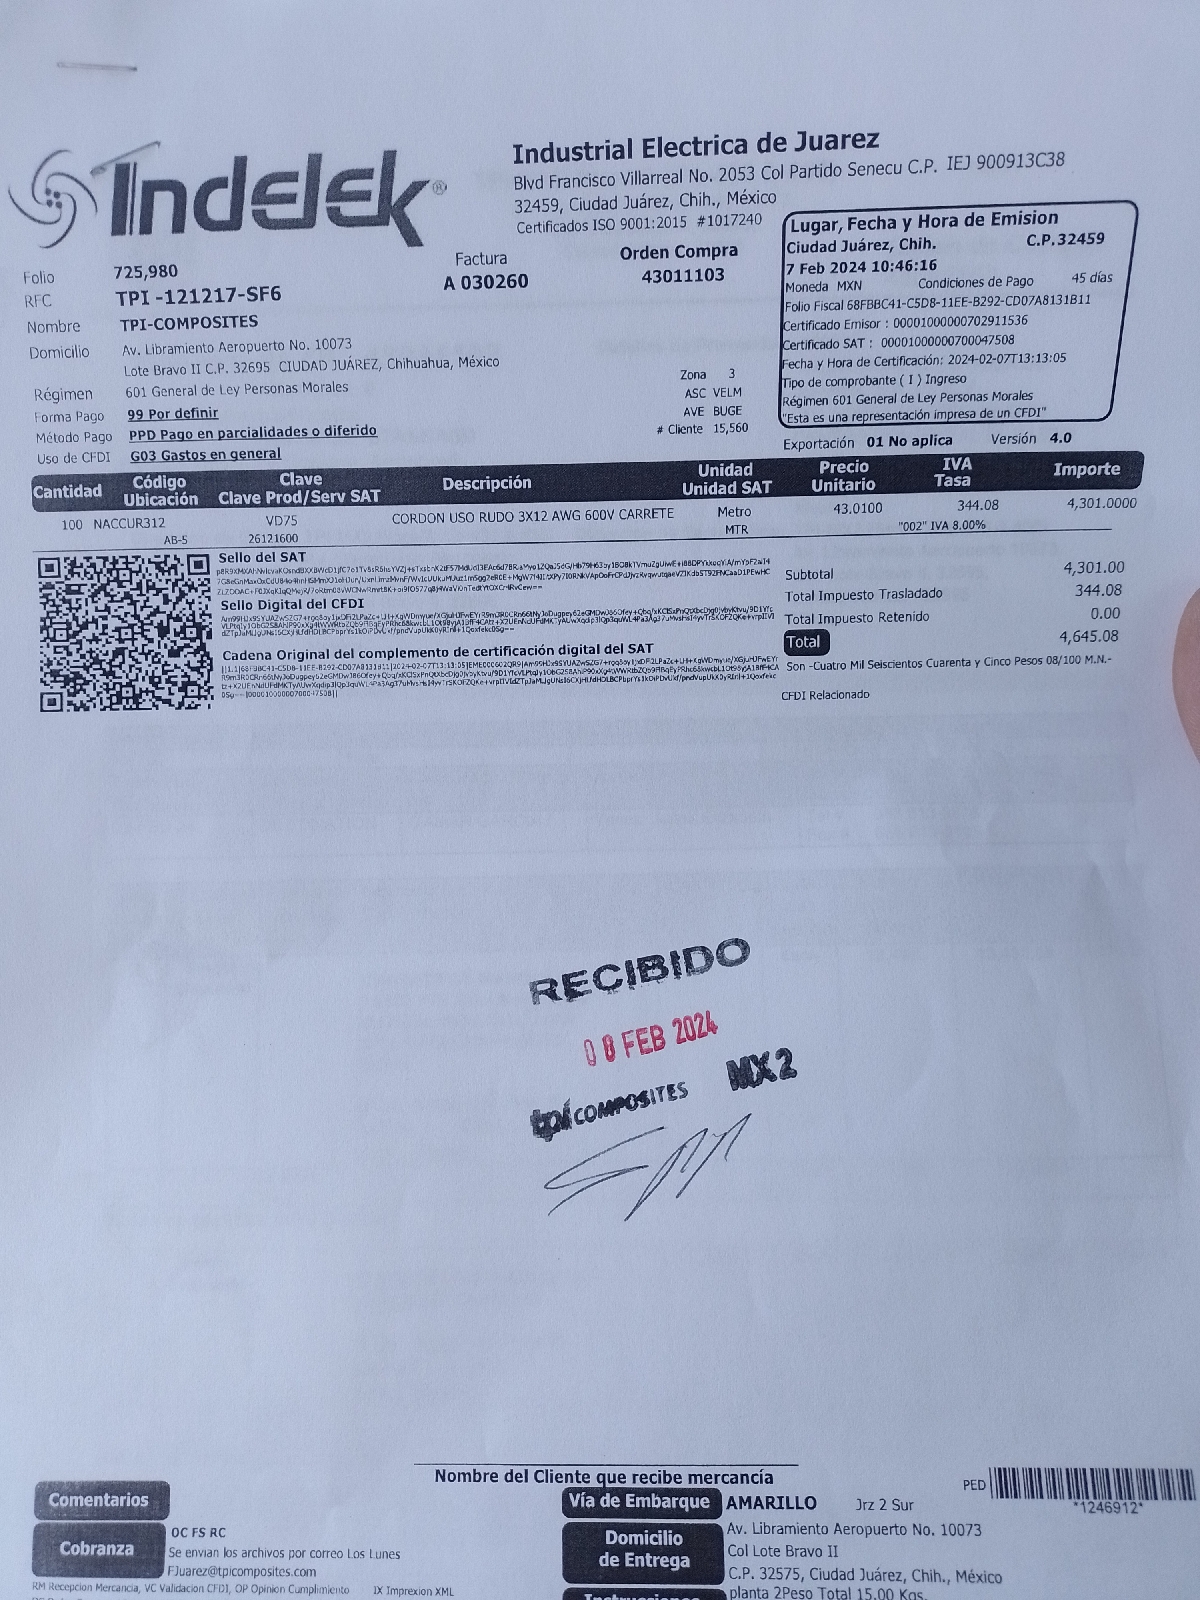 Indelek®
Industrial Electrica de Juarez
Blvd Francisco Villarreal No. 2053 Col Partido Senecu C.P. IEJ 900913C38
32459, Ciudad Juárez, Chih., México
Certificados ISO 9001:2015 #1017240
Folio 725,980
Factura
A 030260
Orden Compra
43011103
RFC TPI -121217-SF6
Nombre TPI-COMPOSITES
Domicilio Av. Libramiento Aeropuerto No. 10073
Lote Bravo II C.P. 32695 CIUDAD JUÁREZ, Chihuahua, México
Régimen 601 General de Ley Personas Morales
Forma Pago 99 Por definir
Método Pago PPD Pago en parcialidades o diferido
Uso de CFDI G03 Gastos en general
Zona 3
ASC VELM
AVE BUGE
# Cliente 15,560
Lugar, Fecha y Hora de Emision
Ciudad Juárez, Chih. C.P.32459
7 Feb 2024 10:46:16
Moneda MXN Condiciones de Pago 45 días
Folio Fiscal 68FBBC41-C5D8-11EE-B292-CD07A8131B11
Certificado Emisor : 00001000000702911536
Certificado SAT : 00001000000700047508
Fecha y Hora de Certificación: 2024-02-07T13:13:05
Tipo de comprobante ( I ) Ingreso
Régimen 601 General de Ley Personas Morales
"Esta es una representación impresa de un CFDI"
Exportación 01 No aplica Versión 4.0
Cantidad Código Ubicación Clave Clave Prod/Serv SAT Descripción Unidad Unidad SAT Precio Unitario IVA Tasa Importe
100 NACCUR312 VD75 CORDON USO RUDO 3X12 AWG 600V CARRETE Metro 43.0100 344.08 4,301.0000
AB-5 26121600 MTR "002" IVA 8.00%
Sello del SAT
Sello Digital del CFDI
Cadena Original del complemento de certificación digital del SAT
Subtotal 4,301.00
Total Impuesto Trasladado 344.08
Total Impuesto Retenido 0.00
Total 4,645.08
Son -Cuatro Mil Seiscientos Cuarenta y Cinco Pesos 08/100 M.N.-
CFDI Relacionado
RECIBIDO
08 FEB 2024
tpi COMPOSITES MX2
Nombre del Cliente que recibe mercancía
Comentarios
Cobranza
OC FS RC
Se envian los archivos por correo Los Lunes
FJuarez@tpicomposites.com
RM Recepcion Mercancia, VC Validacion CFDI, OP Opinion Cumplimiento IX Imprexion XML
Vía de Embarque AMARILLO Jrz 2 Sur
PED
*1246912*
Domicilio de Entrega
Av. Libramiento Aeropuerto No. 10073
Col Lote Bravo II
C.P. 32575, Ciudad Juárez, Chih., México
planta 2Peso Total 15.00 Kgs.